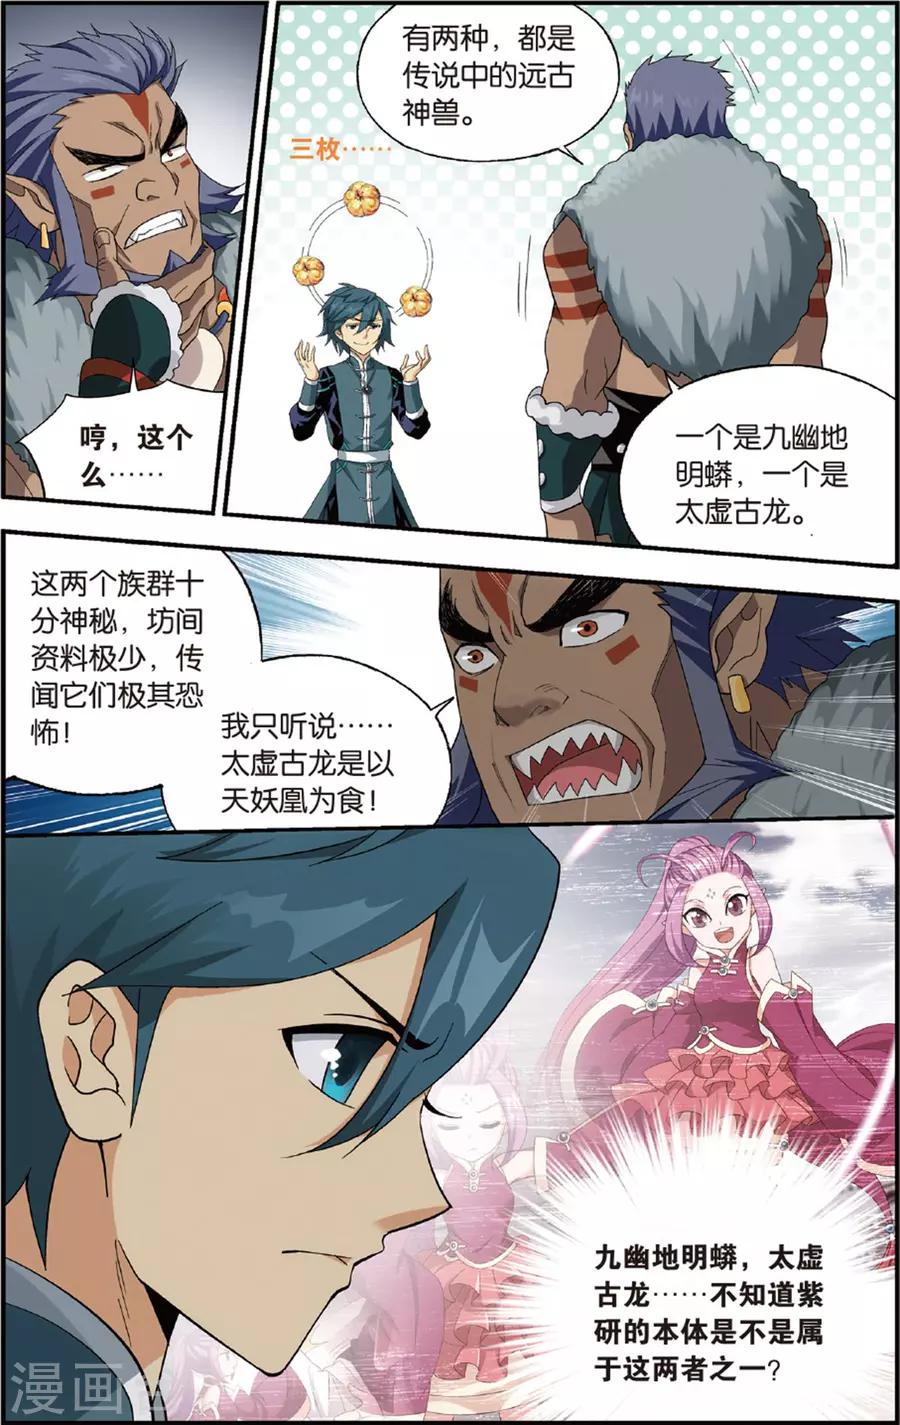 哼，这个
么……
有两种，都是
传说中的远古
神兽。
三枚……
一个是九幽地
明蟒，一个是
太虚古龙。
这两个族群十
分神秘，坊间
资料极少，传
闻它们极其恐
怖！
我只听说……
太虚古龙是以
天妖凰为食！
九幽地明蟒，太虚
古龙……不知道紫
研的本体是不是属
于这两者之一？
漫画台